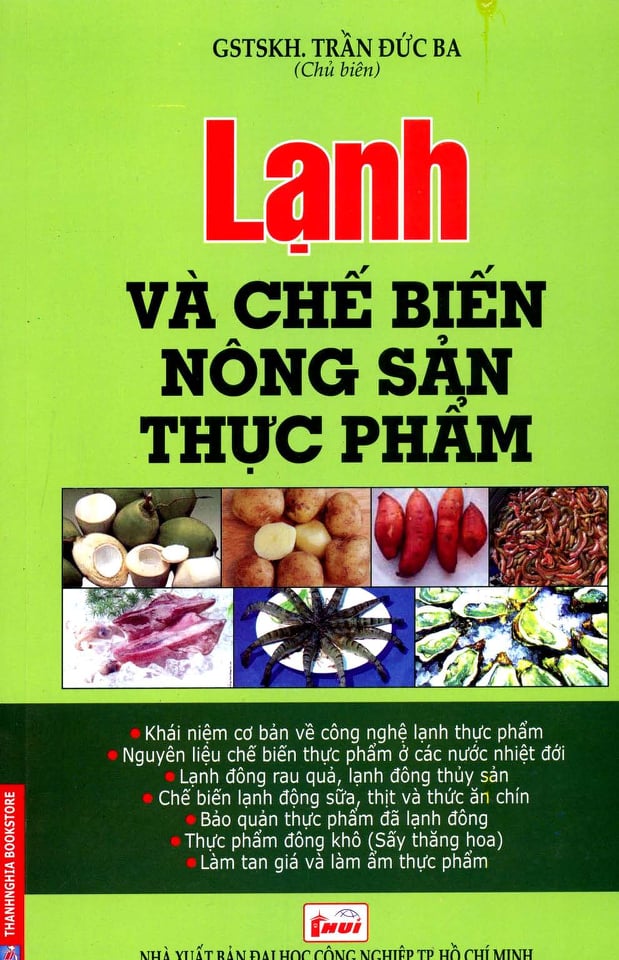 GSTSKH. TRẦN ĐỨC BA
(Chủ biên)
Lạnh
VÀ CHẾ BIẾN
NÔNG SẢN
THỰC PHẨM
• Khái niệm cơ bản về công nghệ lạnh thực phẩm
• Nguyên liệu chế biến thực phẩm ở các nước nhiệt đới
• Lạnh đông rau quả, lạnh đông thủy sản
• Chế biến lạnh động sữa, thịt và thức ăn chín
• Bảo quản thực phẩm đã lạnh đông
• Thực phẩm đông khô (Sấy thăng hoa)
• Làm tan giá và làm ẩm thực phẩm
THANHNGHIA BOOKSTORE
HUI
NHÀ XUẤT BẢN ĐẠI HỌC CÔNG NGHIỆP TP. HỒ CHÍ MINH